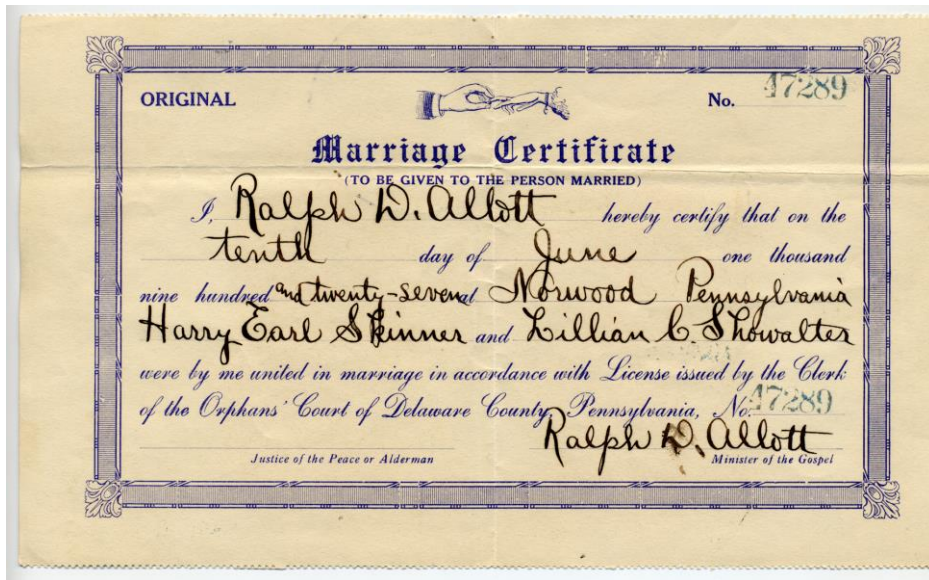 ORIGINAL
No. 47289
Marriage Certificate
(TO BE GIVEN TO THE PERSON MARRIED)
I, Ralph W. Allott hereby certify that on the
tenth day of June one thousand
nine hundred and twenty-seven at Norwood Pennsylvania
Harry Earl Skinner and Lillian C. Showalter
were by me united in marriage in accordance with License issued by the Clerk
of the Orphans' Court of Delaware County, Pennsylvania, No. 47289
Ralph W. Allott
Justice of the Peace or Alderman
Minister of the Gospel